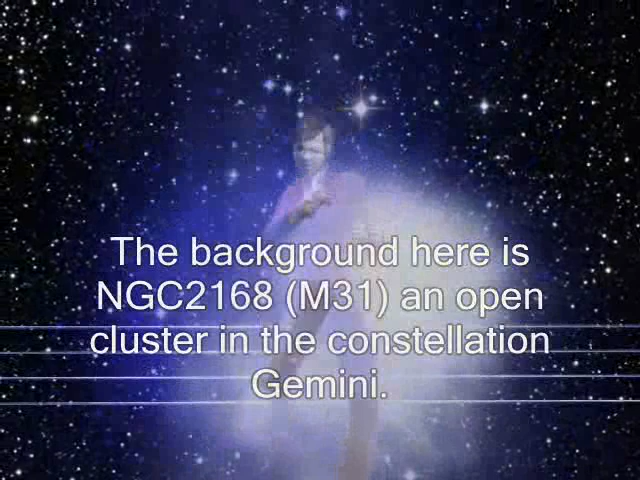 The background here is
NGC2168 (M31) an open
cluster in the constellation
Gemini.